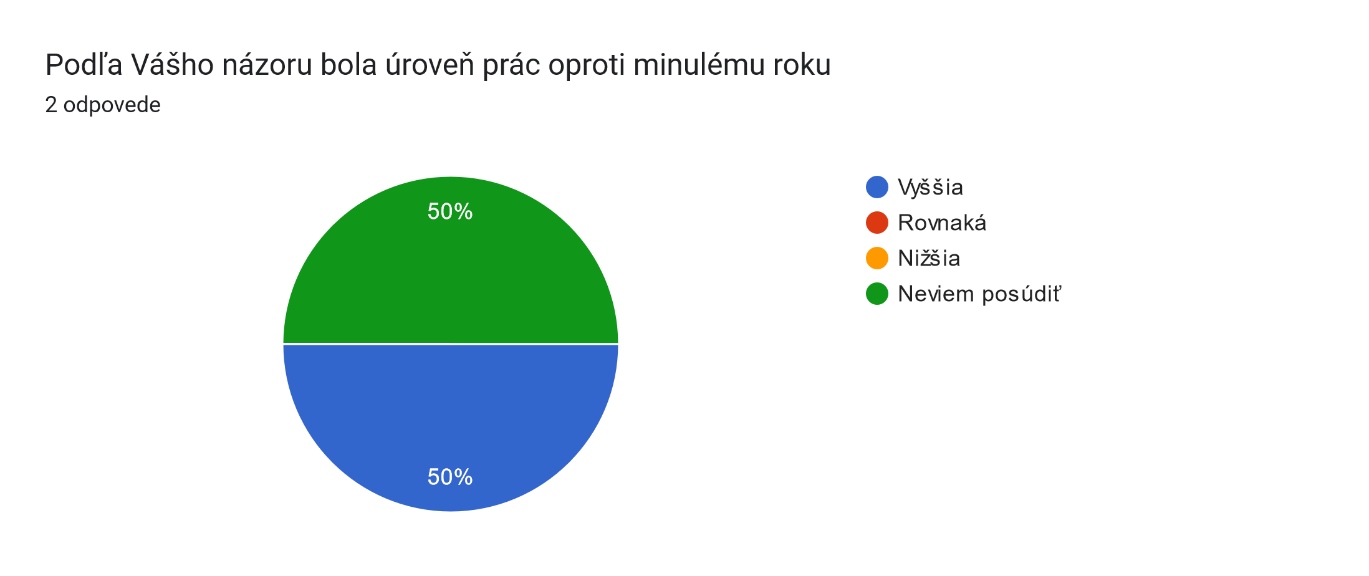 Podľa Vášho názoru bola úroveň prác oproti minulému roku
2 odpovede
50%
50%
Vyššia
Rovnaká
Nižšia
Neviem posúdiť